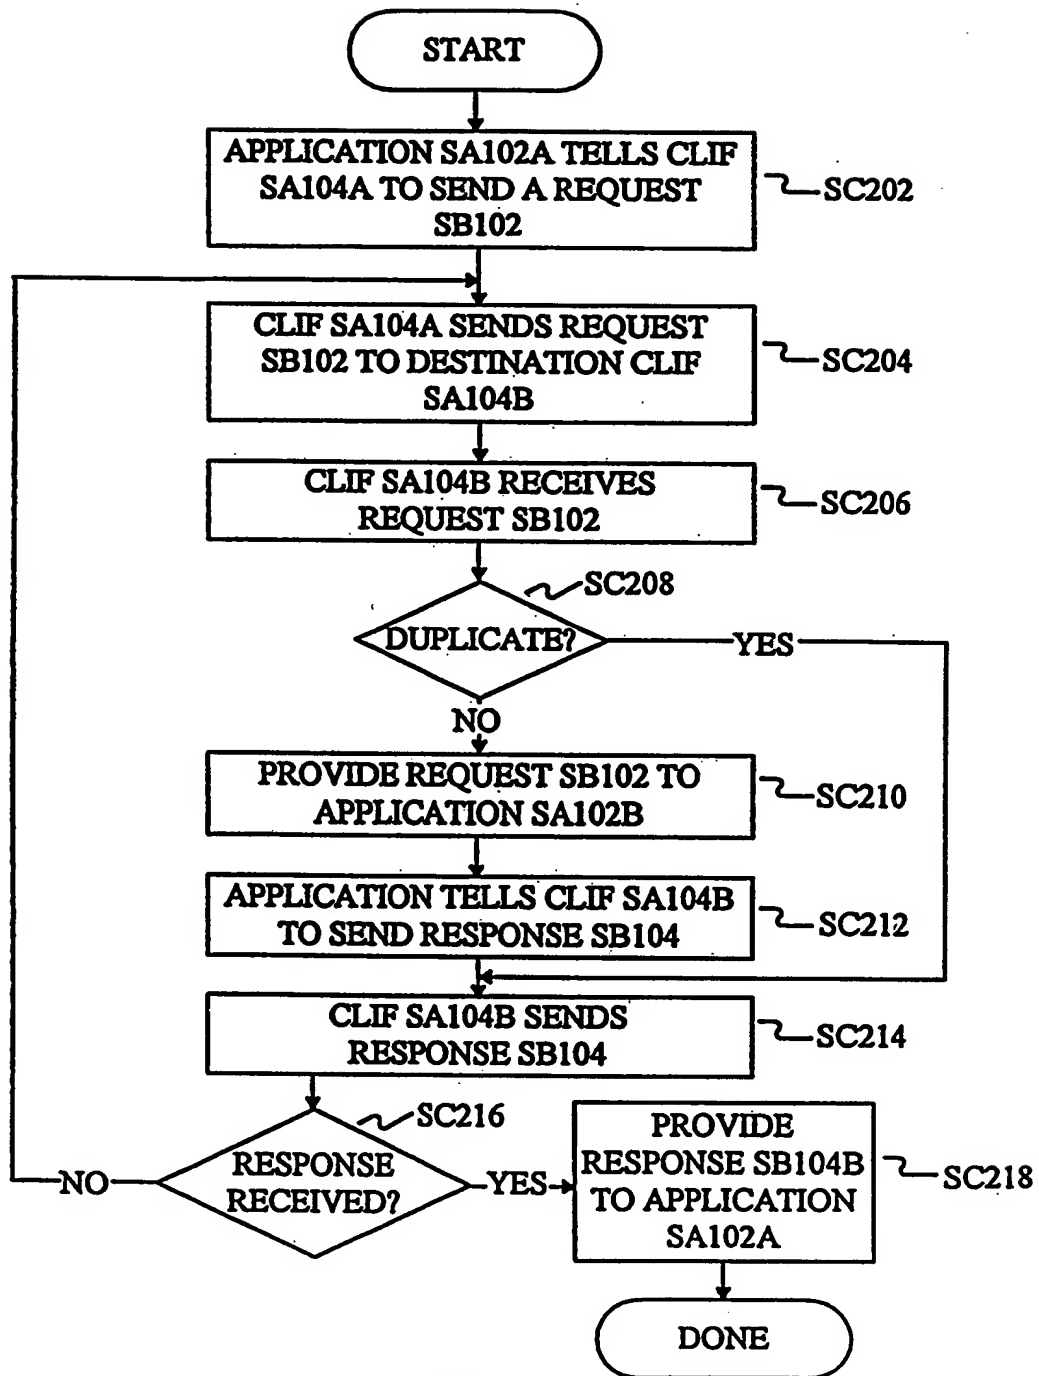 START
APPLICATION SA102A TELLS CLIF
SA104A TO SEND A REQUEST
SB102
SC202
CLIF SA104A SENDS REQUEST
SB102 TO DESTINATION CLIF
SA104B
SC204
CLIF SA104B RECEIVES
REQUEST SB102
SC206
SC208
DUPLICATE?
YES
NO
PROVIDE REQUEST SB102 TO
APPLICATION SA102B
SC210
APPLICATION TELLS CLIF SA104B
TO SEND RESPONSE SB104
SC212
CLIF SA104B SENDS
RESPONSE SB104
SC214
SC216
RESPONSE
RECEIVED?
NO
YES
PROVIDE
RESPONSE SB104B
TO APPLICATION
SA102A
SC218
DONE